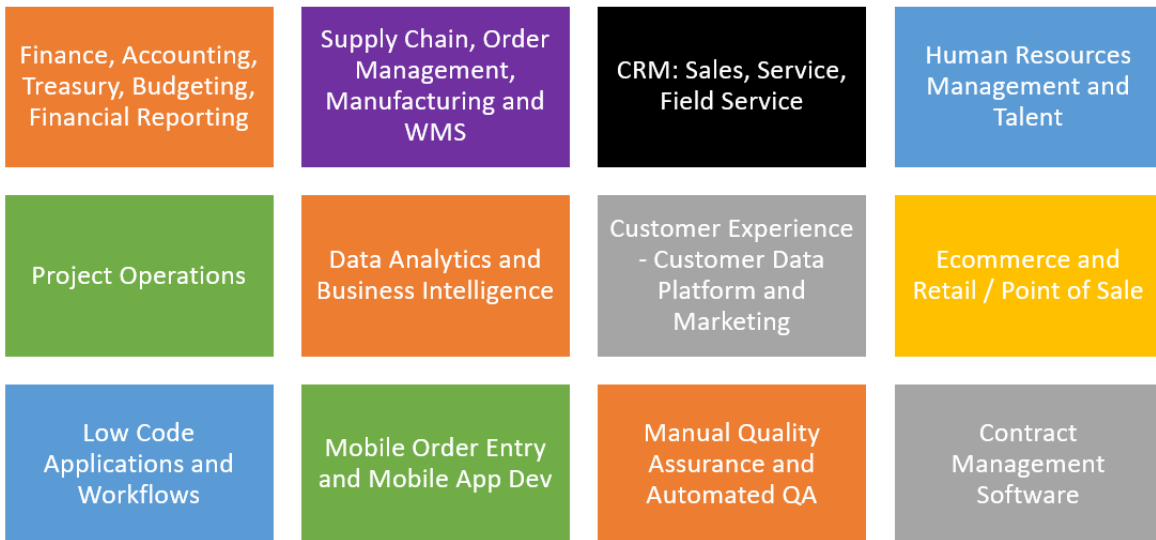 Finance, Accounting,
Treasury, Budgeting,
Financial Reporting
Supply Chain, Order
Management,
Manufacturing and
WMS
CRM: Sales, Service,
Field Service
Human Resources
Management and
Talent
Project Operations
Data Analytics and
Business Intelligence
Customer Experience
- Customer Data
Platform and
Marketing
Ecommerce and
Retail / Point of Sale
Low Code
Applications and
Workflows
Mobile Order Entry
and Mobile App Dev
Manual Quality
Assurance and
Automated QA
Contract
Management
Software